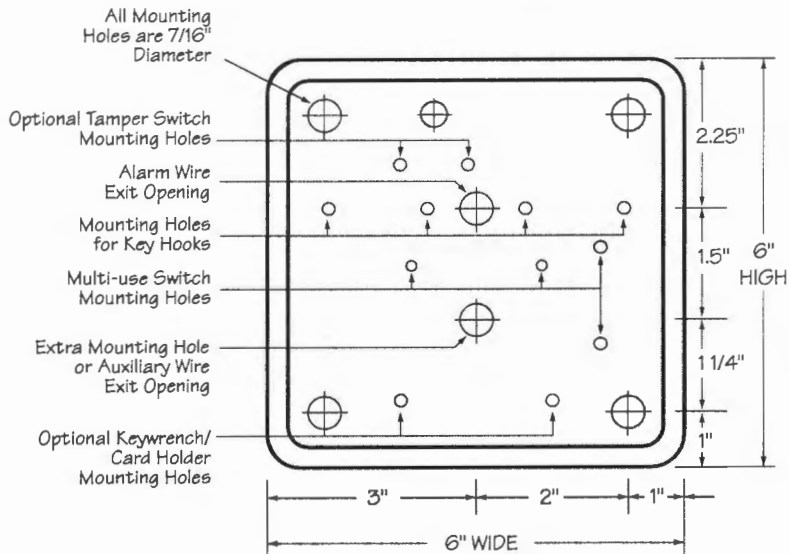 All Mounting
Holes are 7/16"
Diameter
Optional Tamper Switch
Mounting Holes
Alarm Wire
Exit Opening
Mounting Holes
for Key Hooks
Multi-use Switch
Mounting Holes
Extra Mounting Hole
or Auxiliary Wire
Exit Opening
Optional Keywrench/
Card Holder
Mounting Holes
2.25"
1.5"
6"
HIGH
1 1/4"
1"
3"
2"
1"
6" WIDE